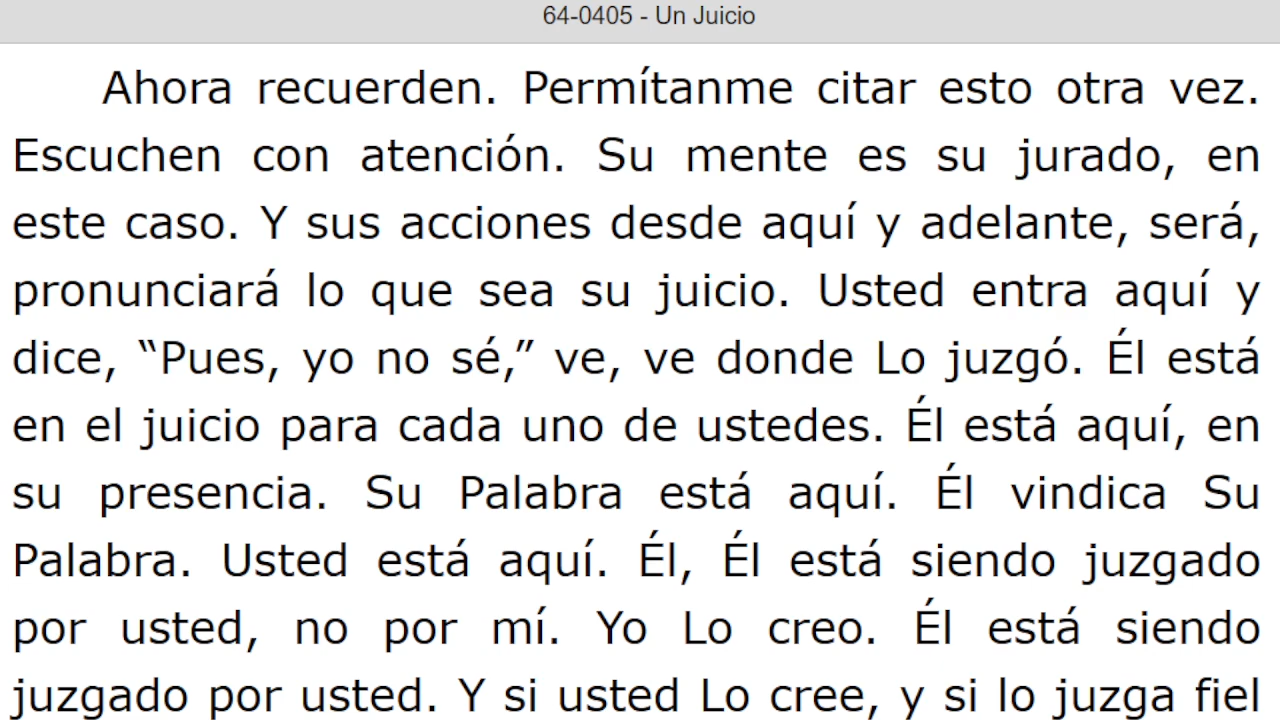 64-0405 - Un Juicio
Ahora recuerden. Permítanme citar esto otra vez.
Escuchen con atención. Su mente es su jurado, en
este caso. Y sus acciones desde aquí y adelante, será,
pronunciará lo que sea su juicio. Usted entra aquí y
dice, “Pues, yo no sé,” ve, ve donde Lo juzgó. Él está
en el juicio para cada uno de ustedes. Él está aquí, en
su presencia. Su Palabra está aquí. Él vindica Su
Palabra. Usted está aquí. Él, Él está siendo juzgado
por usted, no por mí. Yo Lo creo. Él está siendo
juzgado por usted. Y si usted Lo cree, y si lo juzga fiel